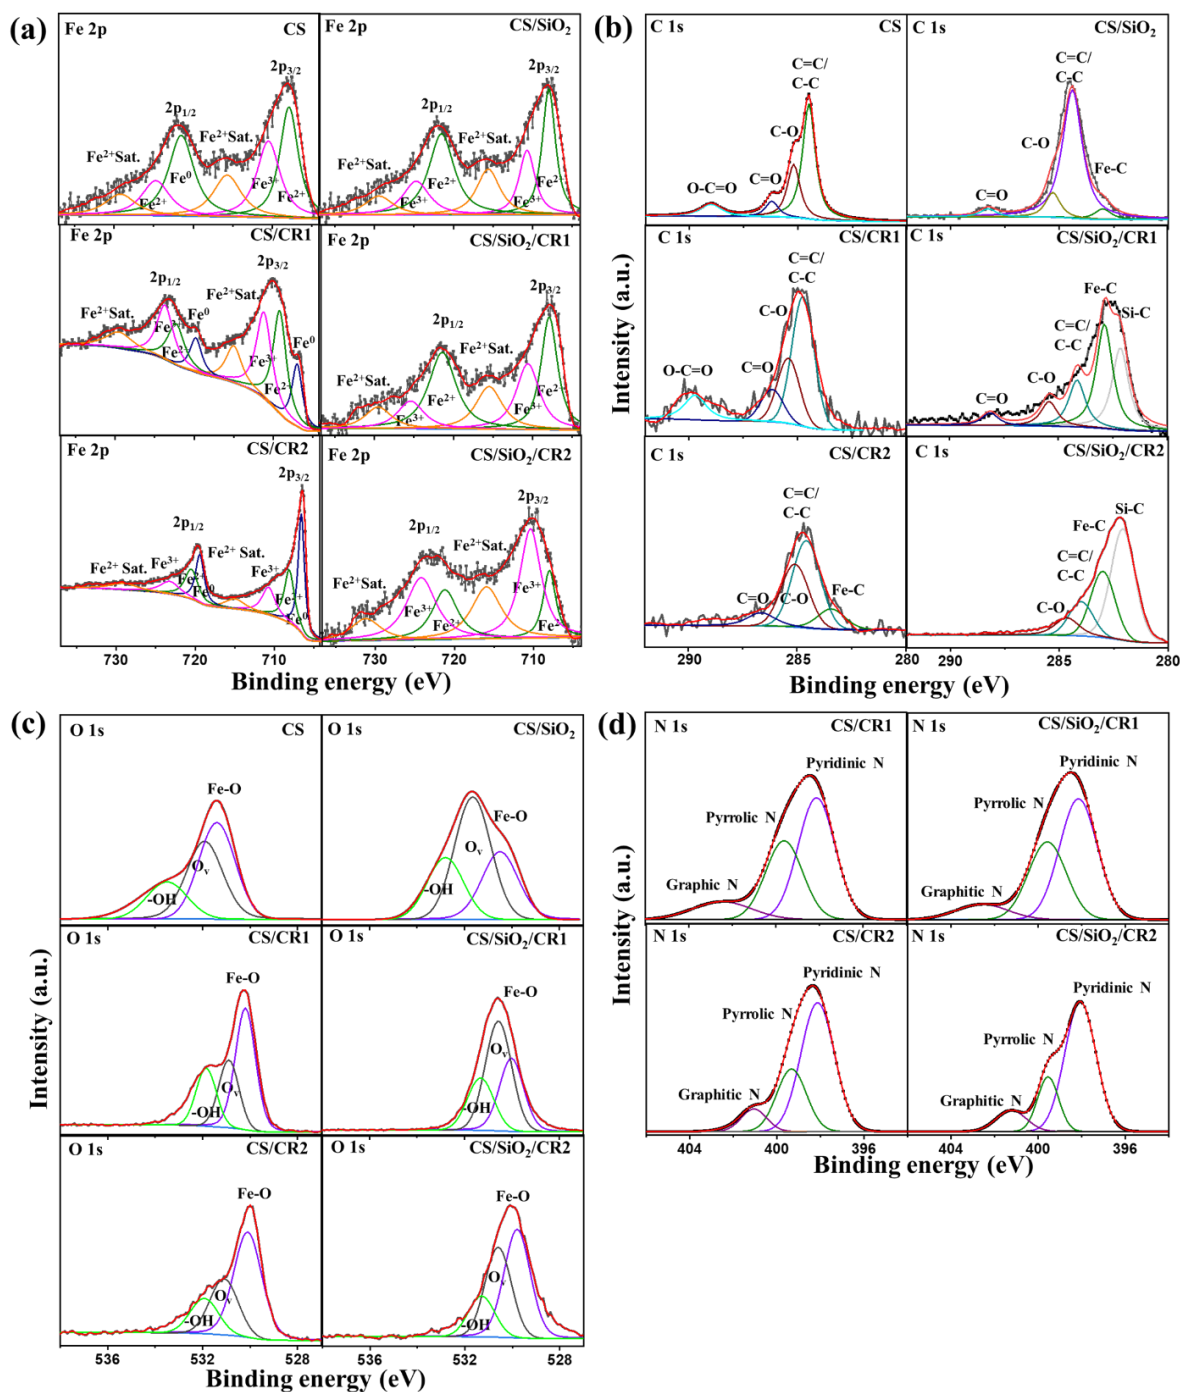 (a)
Fe 2p CS
2p3/2
2p1/2
Fe2+Sat.
Fe2+Sat.
Fe0
Fe3+
Fe2+
Fe2+
Fe 2p CS/SiO2
2p3/2
2p1/2
Fe2+Sat.
Fe2+Sat.
Fe2+
Fe2+
Fe3+
Fe3+
Fe 2p CS/CR1
2p3/2
2p1/2
Fe2+Sat.
Fe2+Sat.
Fe0
Fe3+
Fe0
Fe2+
Fe3+
Fe2+
Fe 2p CS/SiO2/CR1
2p3/2
2p1/2
Fe2+Sat.
Fe2+Sat.
Fe2+
Fe2+
Fe3+
Fe3+
Fe 2p CS/CR2
2p3/2
2p1/2
Fe2+ Sat.
Fe2+ Sat.
Fe3+
Fe3+
Fe2+
Fe0
Fe2+
Fe0
Fe 2p CS/SiO2/CR2
2p3/2
2p1/2
Fe2+Sat.
Fe2+Sat.
Fe3+
Fe3+
Fe2+
Fe2+
730 720 710
730 720 710
Binding energy (eV)
(b)
C 1s CS
C=C/
C-C
C-O
C=O
O-C=O
C 1s CS/SiO2
C=C/
C-C
C-O
Fe-C
C=O
C 1s CS/CR1
C=C/
C-C
C-O
C=O
O-C=O
C 1s CS/SiO2/CR1
Fe-C
Si-C
C=C/
C-C
C-O
C=O
C 1s CS/CR2
C=C/
C-C
C=O
C-O
Fe-C
C 1s CS/SiO2/CR2
Si-C
Fe-C
C=C/
C-C
C-O
290 285 280
290 285 280
Intensity (a.u.)
Binding energy (eV)
(c)
O 1s CS
Fe-O
Ov
-OH
O 1s CS/SiO2
Fe-O
Ov
-OH
O 1s CS/CR1
Fe-O
Ov
-OH
O 1s CS/SiO2/CR1
Fe-O
Ov
-OH
O 1s CS/CR2
Fe-O
Ov
-OH
O 1s CS/SiO2/CR2
Fe-O
Ov
-OH
536 532 528
536 532 528
Intensity (a.u.)
Binding energy (eV)
(d)
N 1s CS/CR1
Pyridinic N
Pyrrolic N
Graphic N
N 1s CS/SiO2/CR1
Pyridinic N
Pyrrolic N
Graphitic N
N 1s CS/CR2
Pyridinic N
Pyrrolic N
Graphitic N
N 1s CS/SiO2/CR2
Pyridinic N
Pyrrolic N
Graphitic N
404 400 396
404 400 396
Intensity (a.u.)
Binding energy (eV)